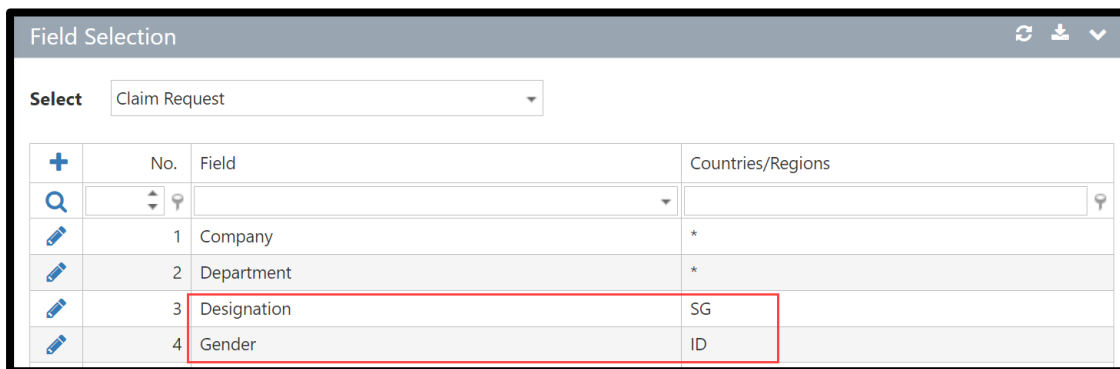 Field Selection
Select Claim Request
No. Field Countries/Regions
1 Company *
2 Department *
3 Designation SG
4 Gender ID